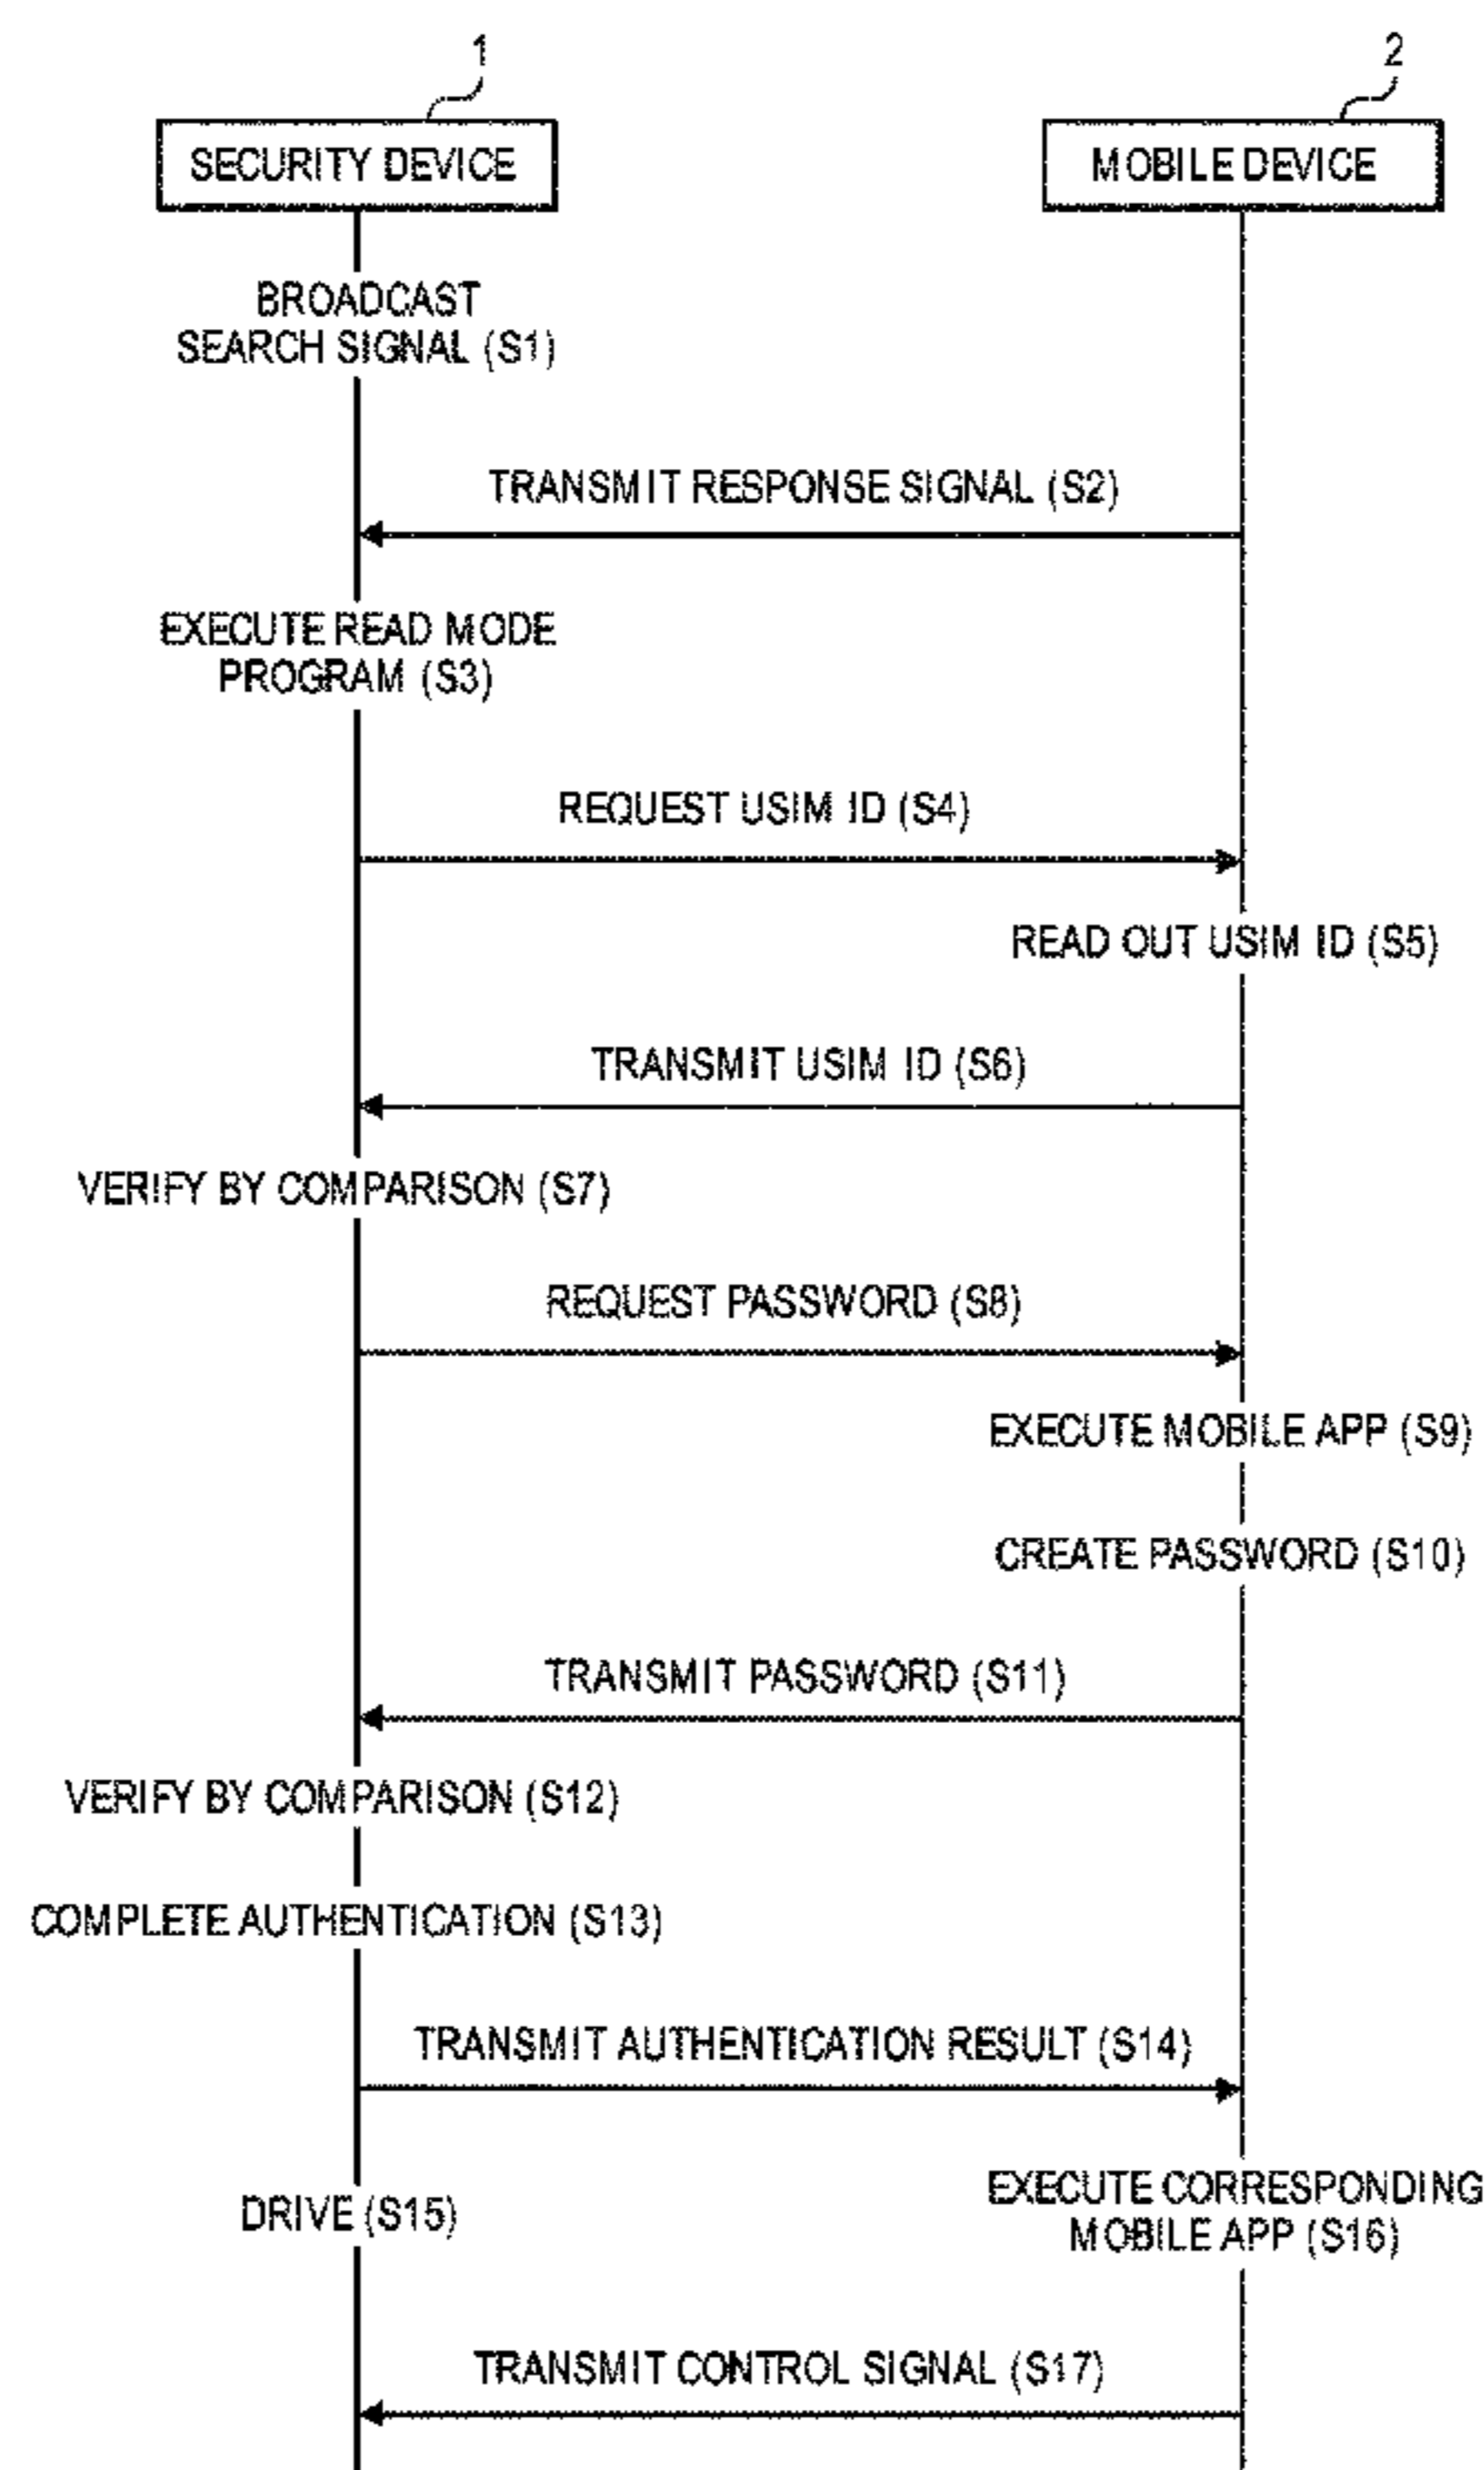 1
2
SECURITY DEVICE
MOBILE DEVICE
BROADCAST
SEARCH SIGNAL (S1)
TRANSMIT RESPONSE SIGNAL (S2)
EXECUTE READ MODE
PROGRAM (S3)
REQUEST USIM ID (S4)
READ OUT USIM ID (S5)
TRANSMIT USIM ID (S6)
VERIFY BY COMPARISON (S7)
REQUEST PASSWORD (S8)
EXECUTE MOBILE APP (S9)
CREATE PASSWORD (S10)
TRANSMIT PASSWORD (S11)
VERIFY BY COMPARISON (S12)
COMPLETE AUTHENTICATION (S13)
TRANSMIT AUTHENTICATION RESULT (S14)
DRIVE (S15)
EXECUTE CORRESPONDING
MOBILE APP (S16)
TRANSMIT CONTROL SIGNAL (S17)